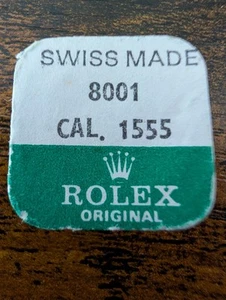 SWISS MADE
8001
CAL. 1555
ROLEX
ORIGINAL